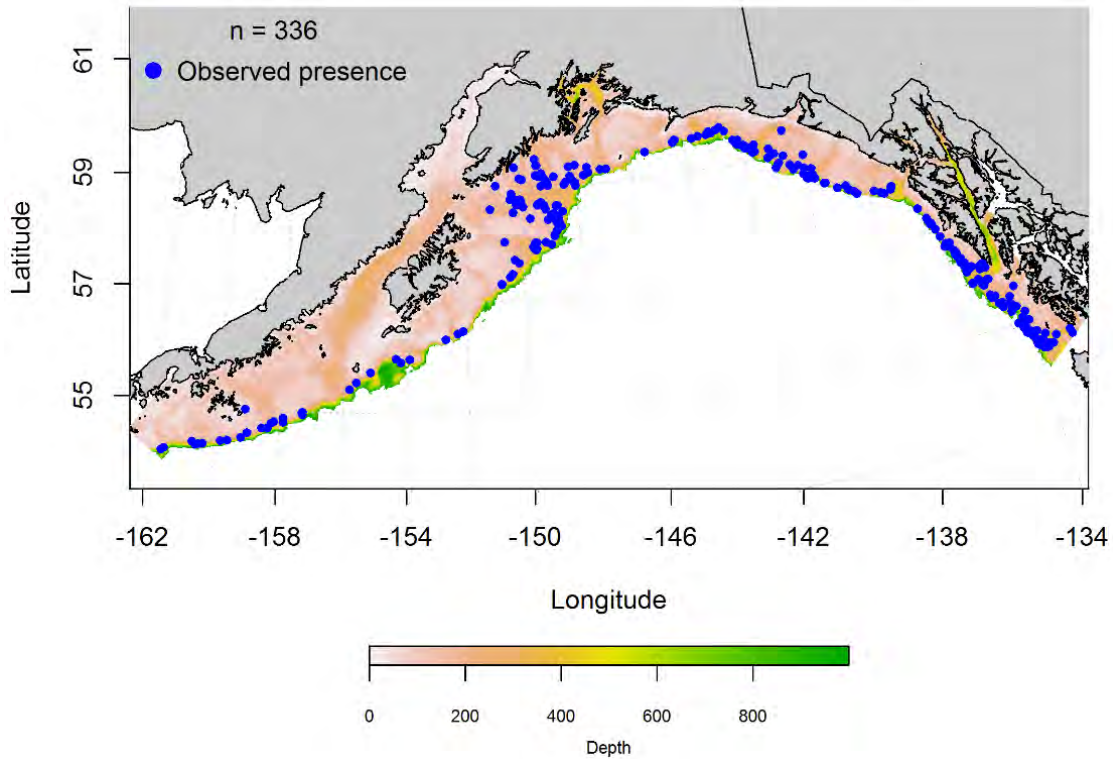 n = 336
Observed presence
61
59
57
55
Latitude
-162 -158 -154 -150 -146 -142 -138 -134
Longitude
0 200 400 600 800
Depth